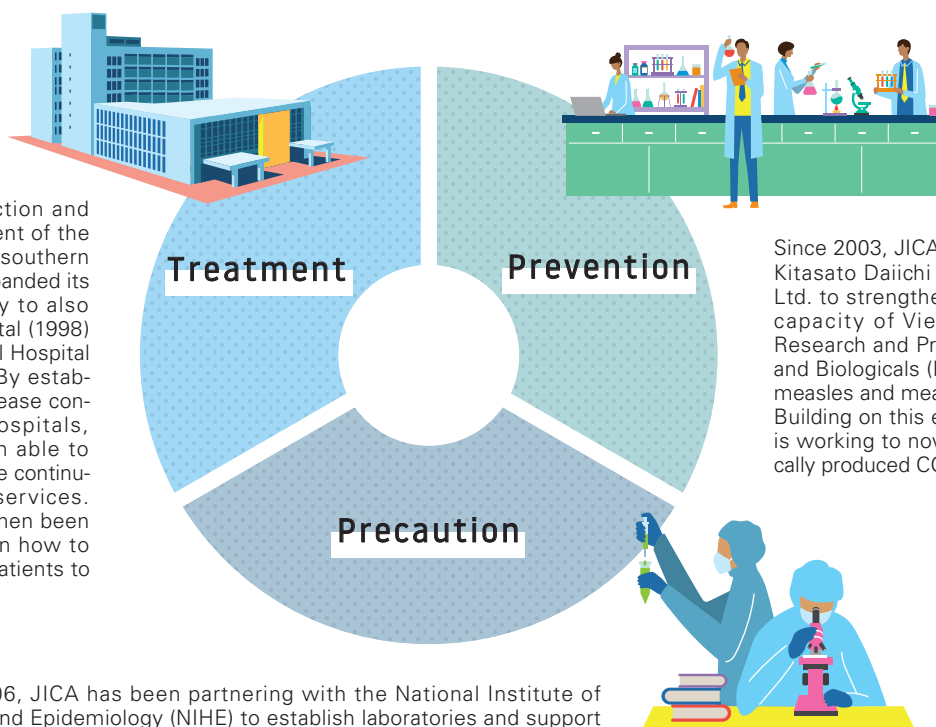 Treatment
Prevention
Precaution
ction and
ent of the
southern
panded its
y to also
tal (1998)
l Hospital
By estab-
ease con-
ospitals,
n able to
e continu-
services.
hen been
n how to
atients to
Since 2003, JICA
Kitasato Daiichi
Ltd. to strengthe
capacity of Vie
Research and Pr
and Biologicals (
measles and mea
Building on this e
is working to nov
cally produced CO
06, JICA has been partnering with the National Institute of
nd Epidemiology (NIHE) to establish laboratories and support